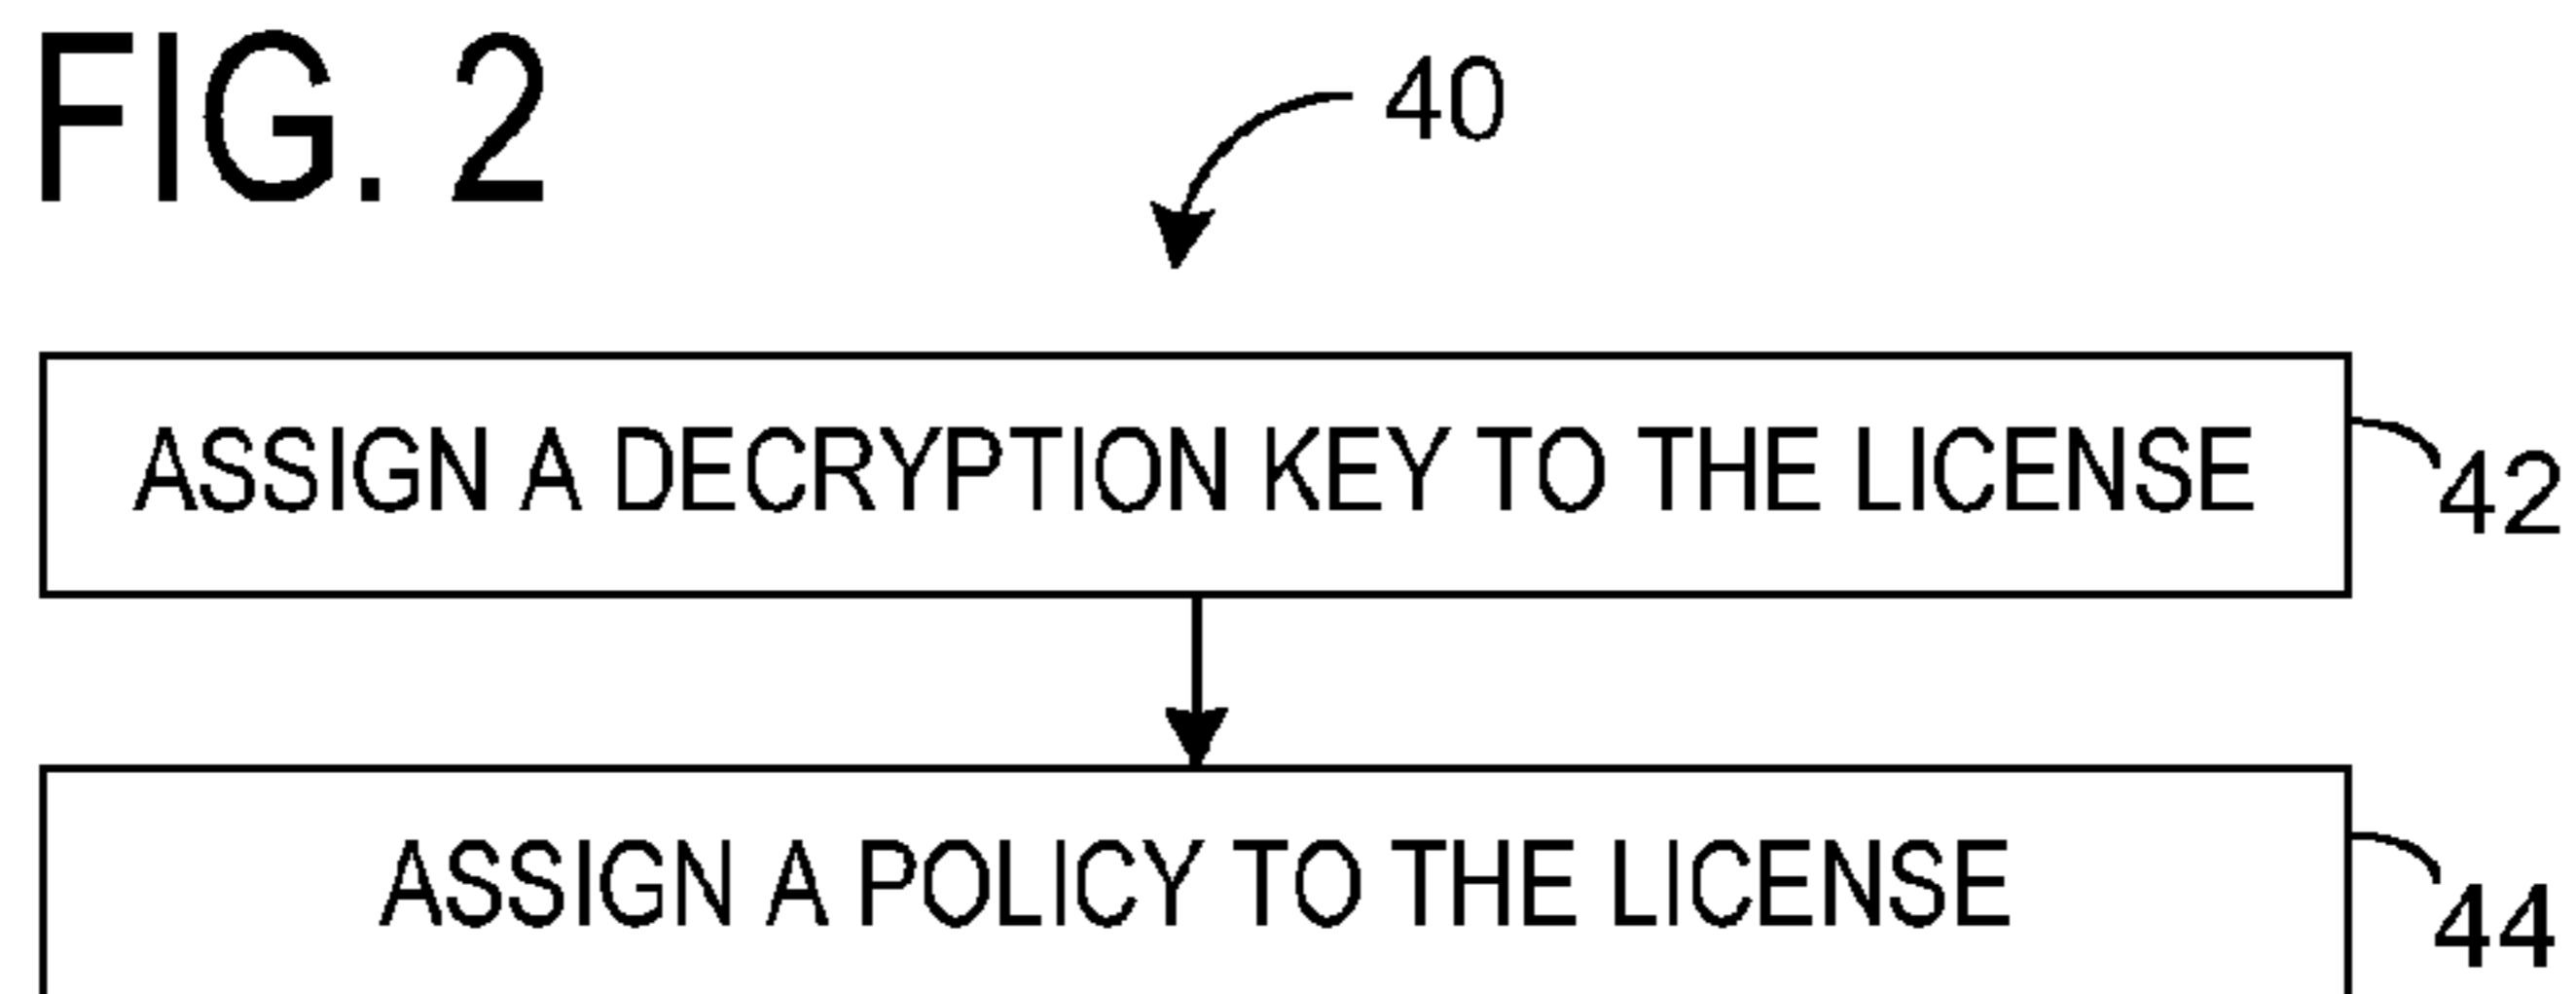 FIG. 2
40
ASSIGN A DECRYPTION KEY TO THE LICENSE
42
ASSIGN A POLICY TO THE LICENSE
44